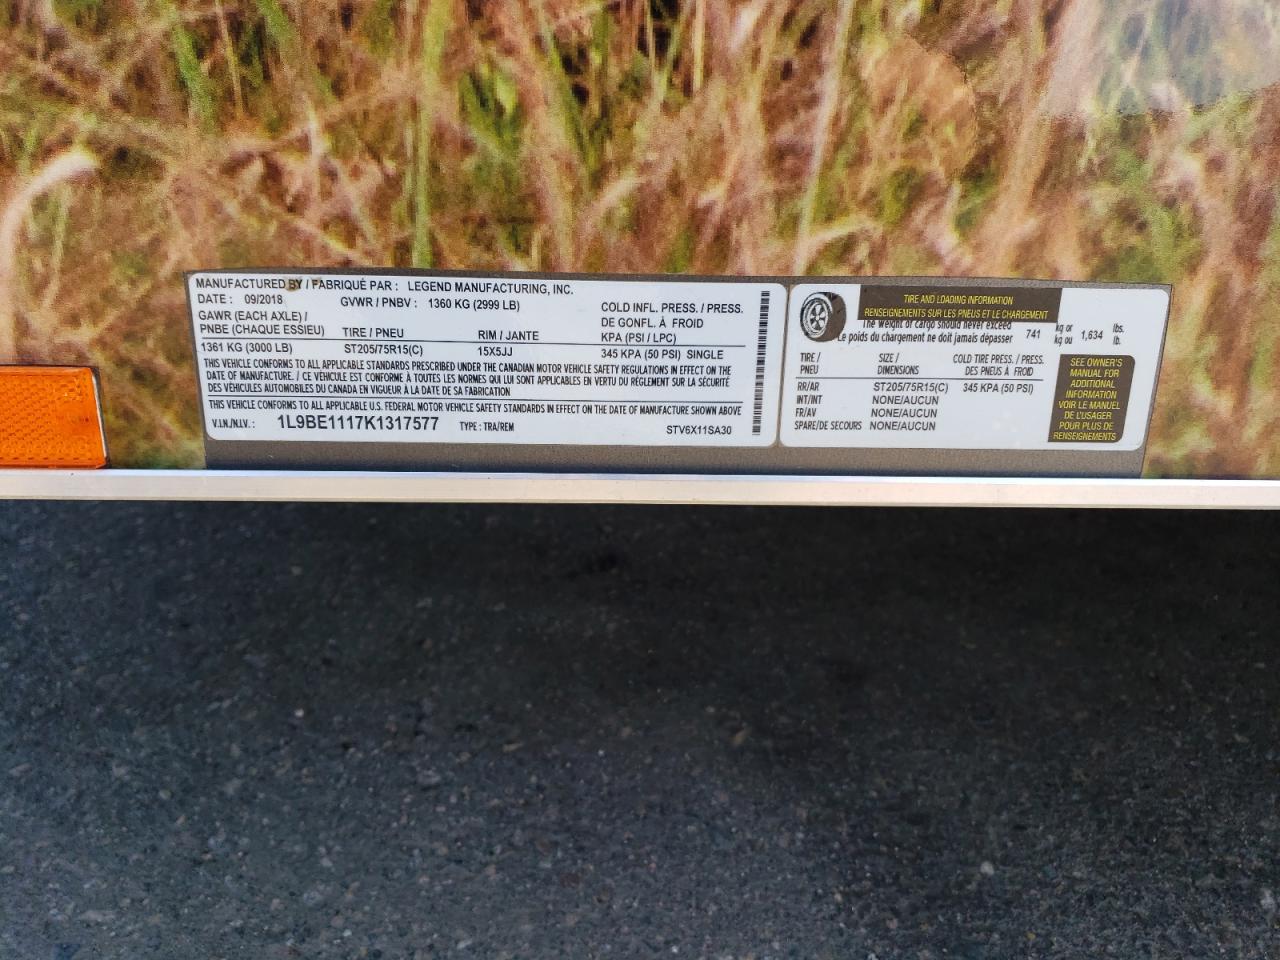 MANUFACTURED BY / FABRIQUÉ PAR : LEGEND MANUFACTURING, INC.
DATE : 09/2018 GVWR / PNBV : 1360 KG (2999 LB)
GAWR (EACH AXLE) / PNBE (CHAQUE ESSIEU) TIRE / PNEU RIM / JANTE COLD INFL. PRESS. / PRESS. DE GONFL. À FROID KPA (PSI / LPC)
1361 KG (3000 LB) ST205/75R15(C) 15X5JJ 345 KPA (50 PSI) SINGLE
THIS VEHICLE CONFORMS TO ALL APPLICABLE STANDARDS PRESCRIBED UNDER THE CANADIAN MOTOR VEHICLE SAFETY REGULATIONS IN EFFECT ON THE
DATE OF MANUFACTURE. / CE VÉHICULE EST CONFORME À TOUTES LES NORMES QUI LUI SONT APPLICABLES EN VERTU DU RÉGLEMENT SUR LA SÉCURITÉ
DES VÉHICULES AUTOMOBILES DU CANADA EN VIGUEUR À LA DATE DE SA FABRICATION
THIS VEHICLE CONFORMS TO ALL APPLICABLE U.S. FEDERAL MOTOR VEHICLE SAFETY STANDARDS IN EFFECT ON THE DATE OF MANUFACTURE SHOWN ABOVE
V.I.N./N.I.V.: 1L9BE1117K1317577 TYPE : TRA/REM STV6X11SA30
TIRE AND LOADING INFORMATION
RENSEIGNEMENTS SUR LES PNEUS ET LE CHARGEMENT
The weight of cargo should never exceed
Le poids du chargement ne doit jamais dépasser
741 kg or kg ou 1,634 lbs. lb.
TIRE / PNEU SIZE / DIMENSIONS COLD TIRE PRESS. / PRESS. DES PNEUS À FROID
RR/AR ST205/75R15(C) 345 KPA (50 PSI)
INT/INT NONE/AUCUN
FR/AV NONE/AUCUN
SPARE/DE SECOURS NONE/AUCUN
SEE OWNER'S
MANUAL FOR
ADDITIONAL
INFORMATION
VOIR LE MANUEL
DE L'USAGER
POUR PLUS DE
RENSEIGNEMENTS